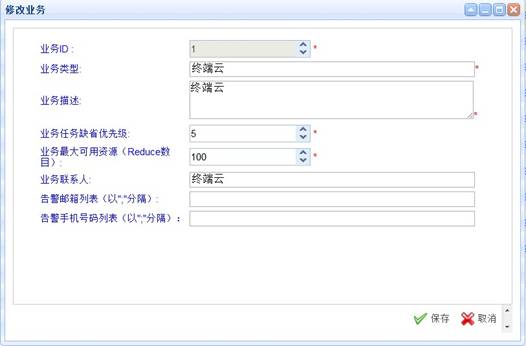 修改业务
业务ID : 1 *
业务类型: 终端云 *
业务描述: 终端云 *
业务任务缺省优先级: 5 *
业务最大可用资源（Reduce数
目）: 100 *
业务联系人: 终端云
告警邮箱列表（以";"分隔）:
告警手机号码列表（以";"分隔）:
保存 取消